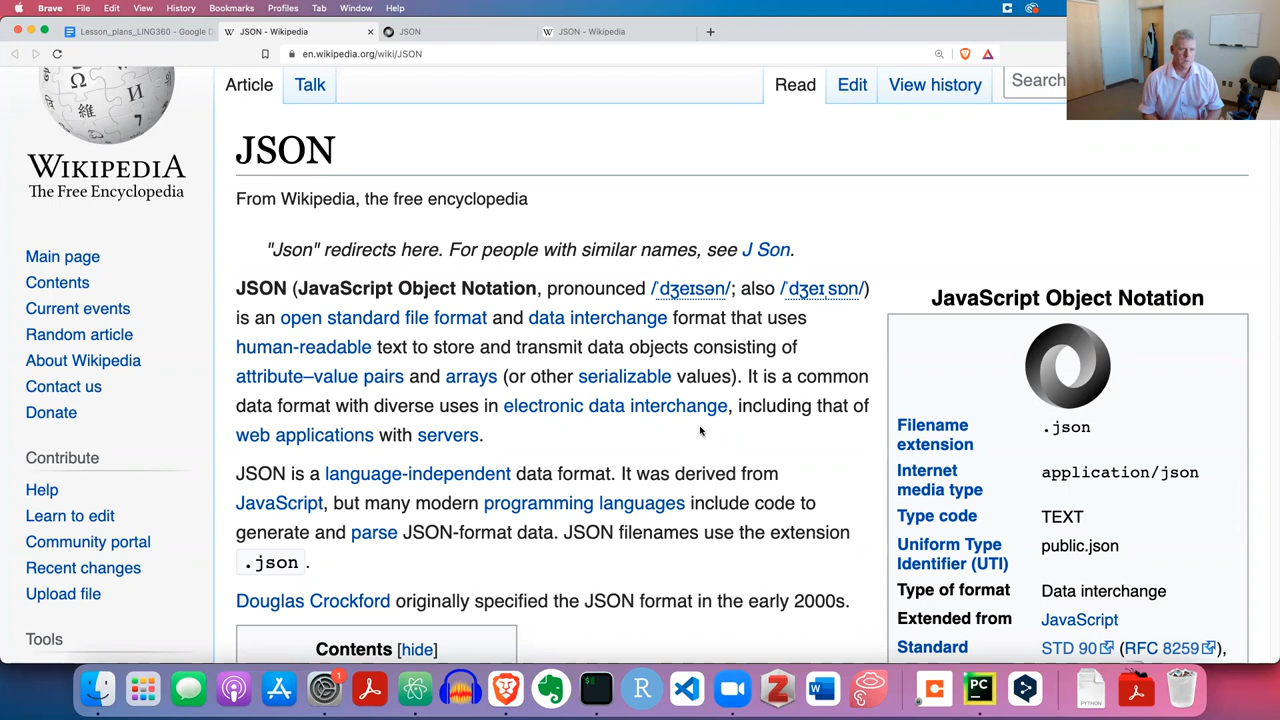 Brave File Edit View History Bookmarks Profiles Tab Window Help
Lesson_plans_LING360 - Google D
JSON - Wikipedia
JSON
JSON - Wikipedia
en.wikipedia.org/wiki/JSON
Article Talk Read Edit View history Search
WIKIPEDIA
The Free Encyclopedia
Main page
Contents
Current events
Random article
About Wikipedia
Contact us
Donate
Contribute
Help
Learn to edit
Community portal
Recent changes
Upload file
Tools
JSON
From Wikipedia, the free encyclopedia
"Json" redirects here. For people with similar names, see J Son.
JSON (JavaScript Object Notation, pronounced /ˈdʒeɪsən/; also /ˈdʒeɪˌsɒn/)
is an open standard file format and data interchange format that uses
human-readable text to store and transmit data objects consisting of
attribute–value pairs and arrays (or other serializable values). It is a common
data format with diverse uses in electronic data interchange, including that of
web applications with servers.
JSON is a language-independent data format. It was derived from
JavaScript, but many modern programming languages include code to
generate and parse JSON-format data. JSON filenames use the extension
.json.
Douglas Crockford originally specified the JSON format in the early 2000s.
Contents [hide]
JavaScript Object Notation
Filename extension .json
Internet media type application/json
Type code TEXT
Uniform Type Identifier (UTI) public.json
Type of format Data interchange
Extended from JavaScript
Standard STD 90 (RFC 8259),
1
R
W
PC
C
PYTHON